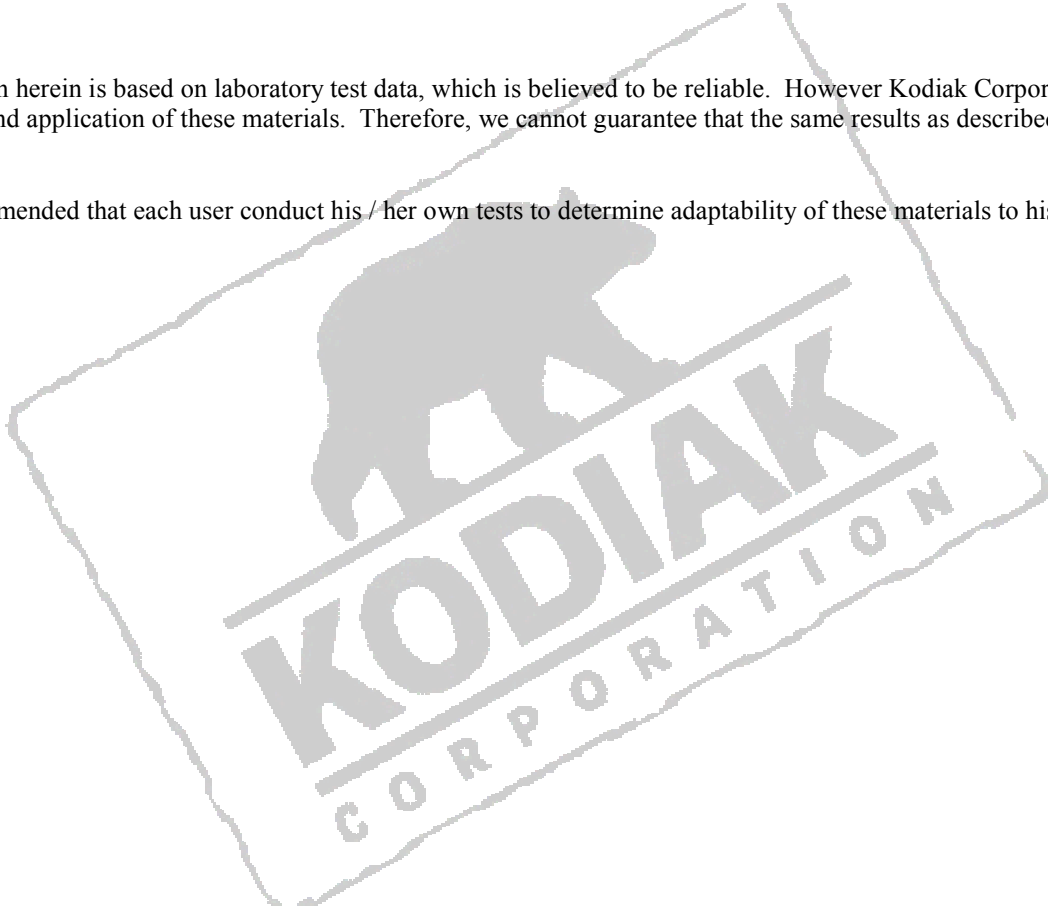 n herein is based on laboratory test data, which is believed to be reliable.  However Kodiak Corpor
nd application of these materials.  Therefore, we cannot guarantee that the same results as described
mended that each user conduct his / her own tests to determine adaptability of these materials to his
KODIAK
CORPORATION